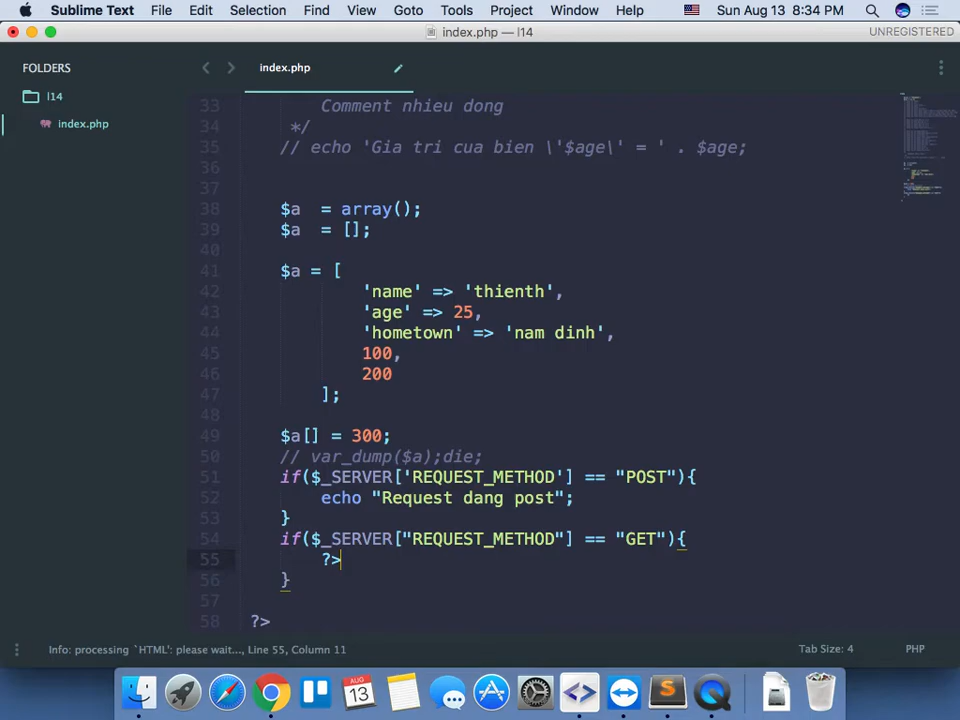 Sublime Text File Edit Selection Find View Goto Tools Project Window Help Sun Aug 13 8:34 PM
index.php — l14 UNREGISTERED
FOLDERS
l14
index.php
index.php
33 Comment nhieu dong
34 */
35 // echo 'Gia tri cua bien \'$age\' = ' . $age;
36
37
38 $a = array();
39 $a = [];
40
41 $a = [
42 'name' => 'thienth',
43 'age' => 25,
44 'hometown' => 'nam dinh',
45 100,
46 200
47 ];
48
49 $a[] = 300;
50 // var_dump($a);die;
51 if($_SERVER['REQUEST_METHOD'] == "POST"){
52 echo "Request dang post";
53 }
54 if($_SERVER["REQUEST_METHOD"] == "GET"){
55 ?>
56 }
57
58 ?>
Info: processing `HTML': please wait..., Line 55, Column 11 Tab Size: 4 PHP
AUG
13